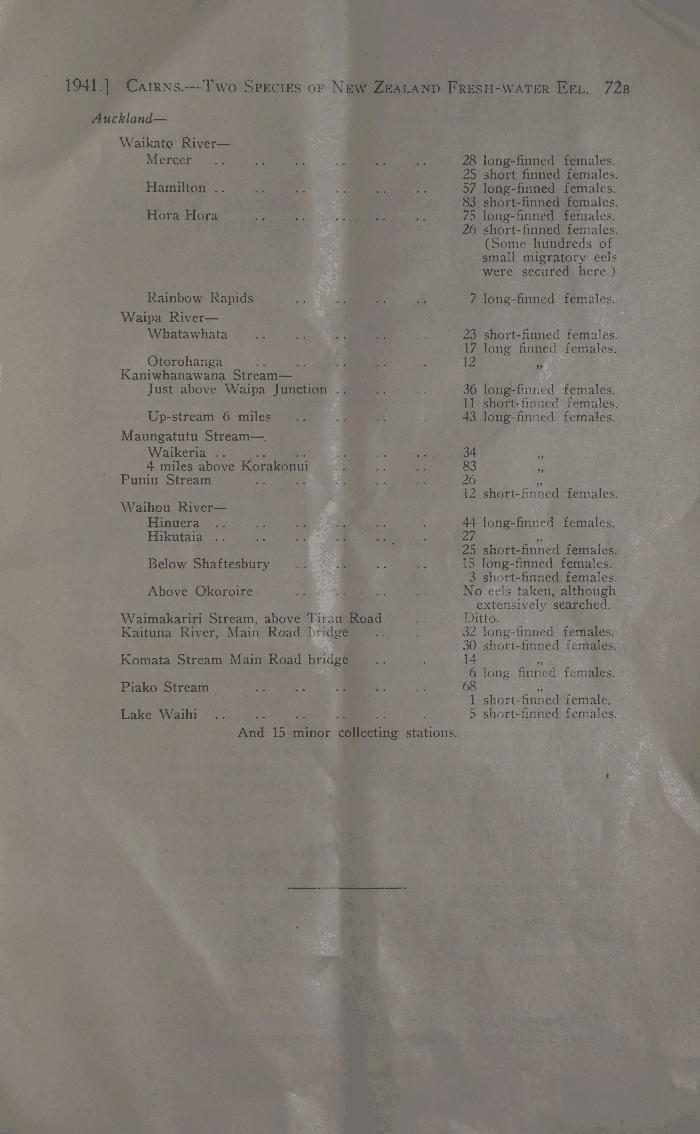 1941.] CAIRNS.—TWO SPECIES OF NEW ZEALAND FRESH-WATER EEL. 72B
Auckland—
Waikato River—
Mercer .. .. .. .. .. .. 28 long-finned females.
25 short finned females.
Hamilton .. .. .. .. .. .. 57 long-finned females.
83 short-finned females.
Hora Hora .. .. .. .. .. 75 long-finned females.
26 short-finned females.
(Some hundreds of
small migratory eels
were secured here.)
Rainbow Rapids .. .. .. .. 7 long-finned females.
Waipa River—
Whatawhata .. .. .. .. .. 23 short-finned females.
17 long finned females.
Otorohanga .. .. .. .. .. 12 „
Kaniwhanawana Stream—
Just above Waipa Junction .. .. .. 36 long-finned females.
11 short-finned females.
Up-stream 6 miles .. .. .. .. 43 long-finned females.
Maungatutu Stream—
Waikeria .. .. .. .. .. .. 34 „
4 miles above Korakonui .. .. .. 83 „
Puniu Stream .. .. .. .. .. 26 „
12 short-finned females.
Waihou River—
Hinuera .. .. .. .. .. . 44 long-finned females.
Hikutaia .. .. .. .. .. . 27 „
25 short-finned females.
Below Shaftesbury .. .. .. .. 15 long-finned females.
3 short-finned females.
Above Okoroire .. .. .. .. No eels taken, although
extensively searched.
Waimakariri Stream, above Tirau Road .. Ditto.
Kaituna River, Main Road bridge .. . 32 long-finned females.
30 short-finned females.
Komata Stream Main Road bridge .. . 14 „
6 long finned females.
Piako Stream .. .. .. .. .. 68 „
1 short-finned female.
Lake Waihi .. .. .. .. .. . 5 short-finned females.
And 15 minor collecting stations.